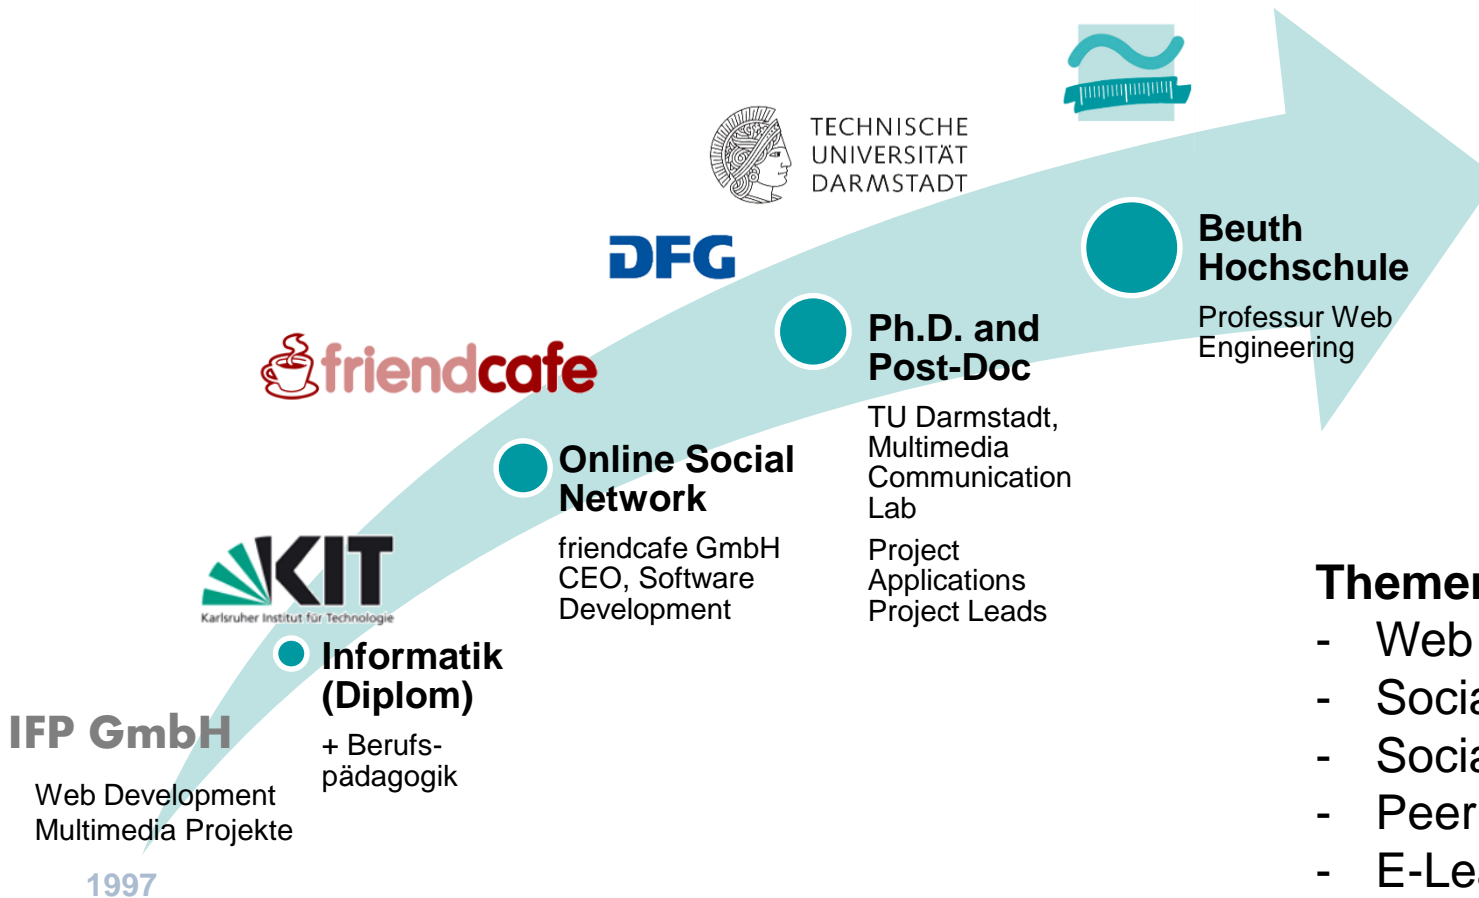 TECHNISCHE
UNIVERSITÄT
DARMSTADT
DFG
Beuth
Hochschule
Professur Web
Engineering
friendcafe
Ph.D. and
Post-Doc
TU Darmstadt,
Multimedia
Communication
Lab
Project
Applications
Project Leads
Online Social
Network
friendcafe GmbH
CEO, Software
Development
KIT
Karlsruher Institut für Technologie
Informatik
(Diplom)
+ Berufs-
pädagogik
IFP GmbH
Web Development
Multimedia Projekte
1997
- Web
-
-
- Peer
-